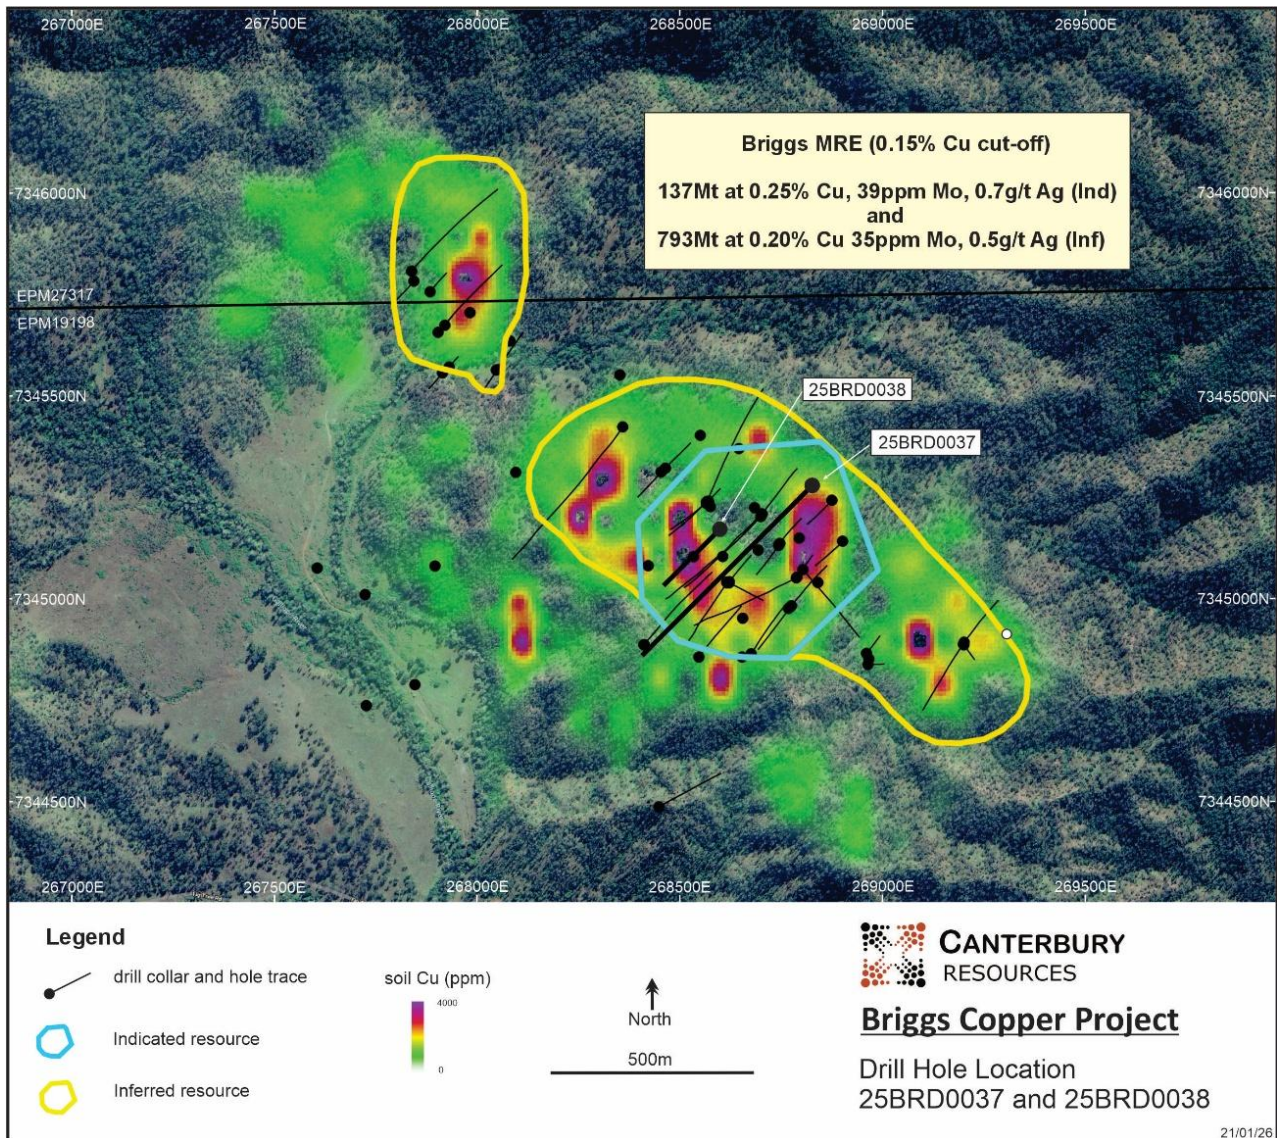 267000E 267500E 268000E 268500E 269000E 269500E
Briggs MRE (0.15% Cu cut-off)
137Mt at 0.25% Cu, 39ppm Mo, 0.7g/t Ag (Ind)
and
793Mt at 0.20% Cu 35ppm Mo, 0.5g/t Ag (Inf)
7346000N 7346000N
EPM27317
EPM19198
7345500N 7345500N
25BRD0038
25BRD0037
7345000N 7345000N
7344500N 7344500N
267000E 267500E 268000E 268500E 269000E 269500E
Legend
drill collar and hole trace
Indicated resource
Inferred resource
soil Cu (ppm)
4000
0
North
500m
CANTERBURY
RESOURCES
Briggs Copper Project
Drill Hole Location
25BRD0037 and 25BRD0038
21/01/26